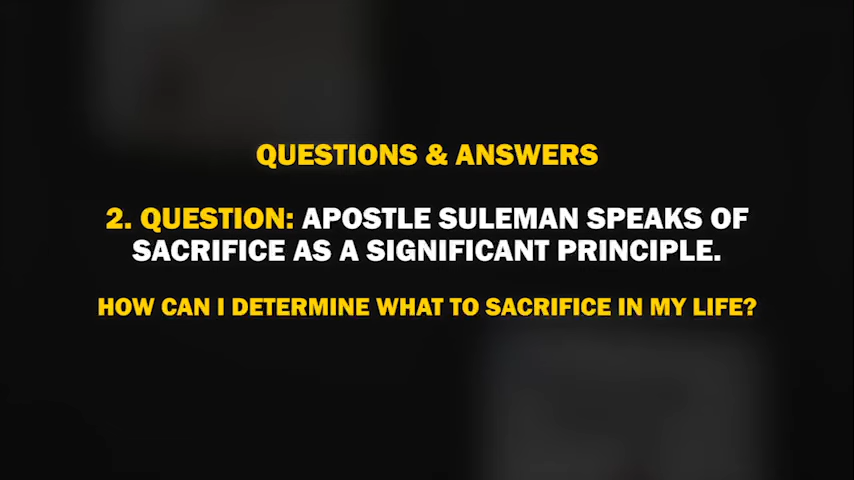 QUESTIONS & ANSWERS
2. QUESTION: APOSTLE SULEMAN SPEAKS OF
SACRIFICE AS A SIGNIFICANT PRINCIPLE.
HOW CAN I DETERMINE WHAT TO SACRIFICE IN MY LIFE?